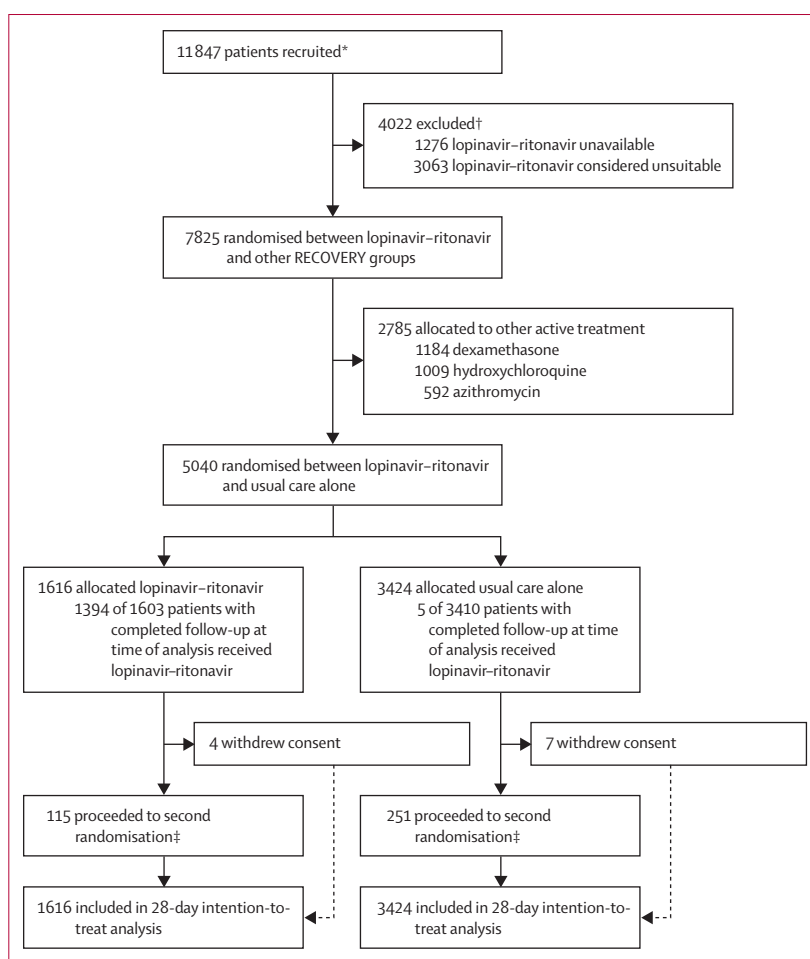 11847 patients recruited*
4022 excluded†
1276 lopinavir–ritonavir unavailable
3063 lopinavir–ritonavir considered unsuitable
7825 randomised between lopinavir–ritonavir
and other RECOVERY groups
2785 allocated to other active treatment
1184 dexamethasone
1009 hydroxychloroquine
592 azithromycin
5040 randomised between lopinavir–ritonavir
and usual care alone
1616 allocated lopinavir–ritonavir
1394 of 1603 patients with
completed follow-up at
time of analysis received
lopinavir–ritonavir
3424 allocated usual care alone
5 of 3410 patients with
completed follow-up at time
of analysis received
lopinavir–ritonavir
4 withdrew consent
7 withdrew consent
115 proceeded to second
randomisation‡
251 proceeded to second
randomisation‡
1616 included in 28-day intention-to-
treat analysis
3424 included in 28-day intention-to-
treat analysis